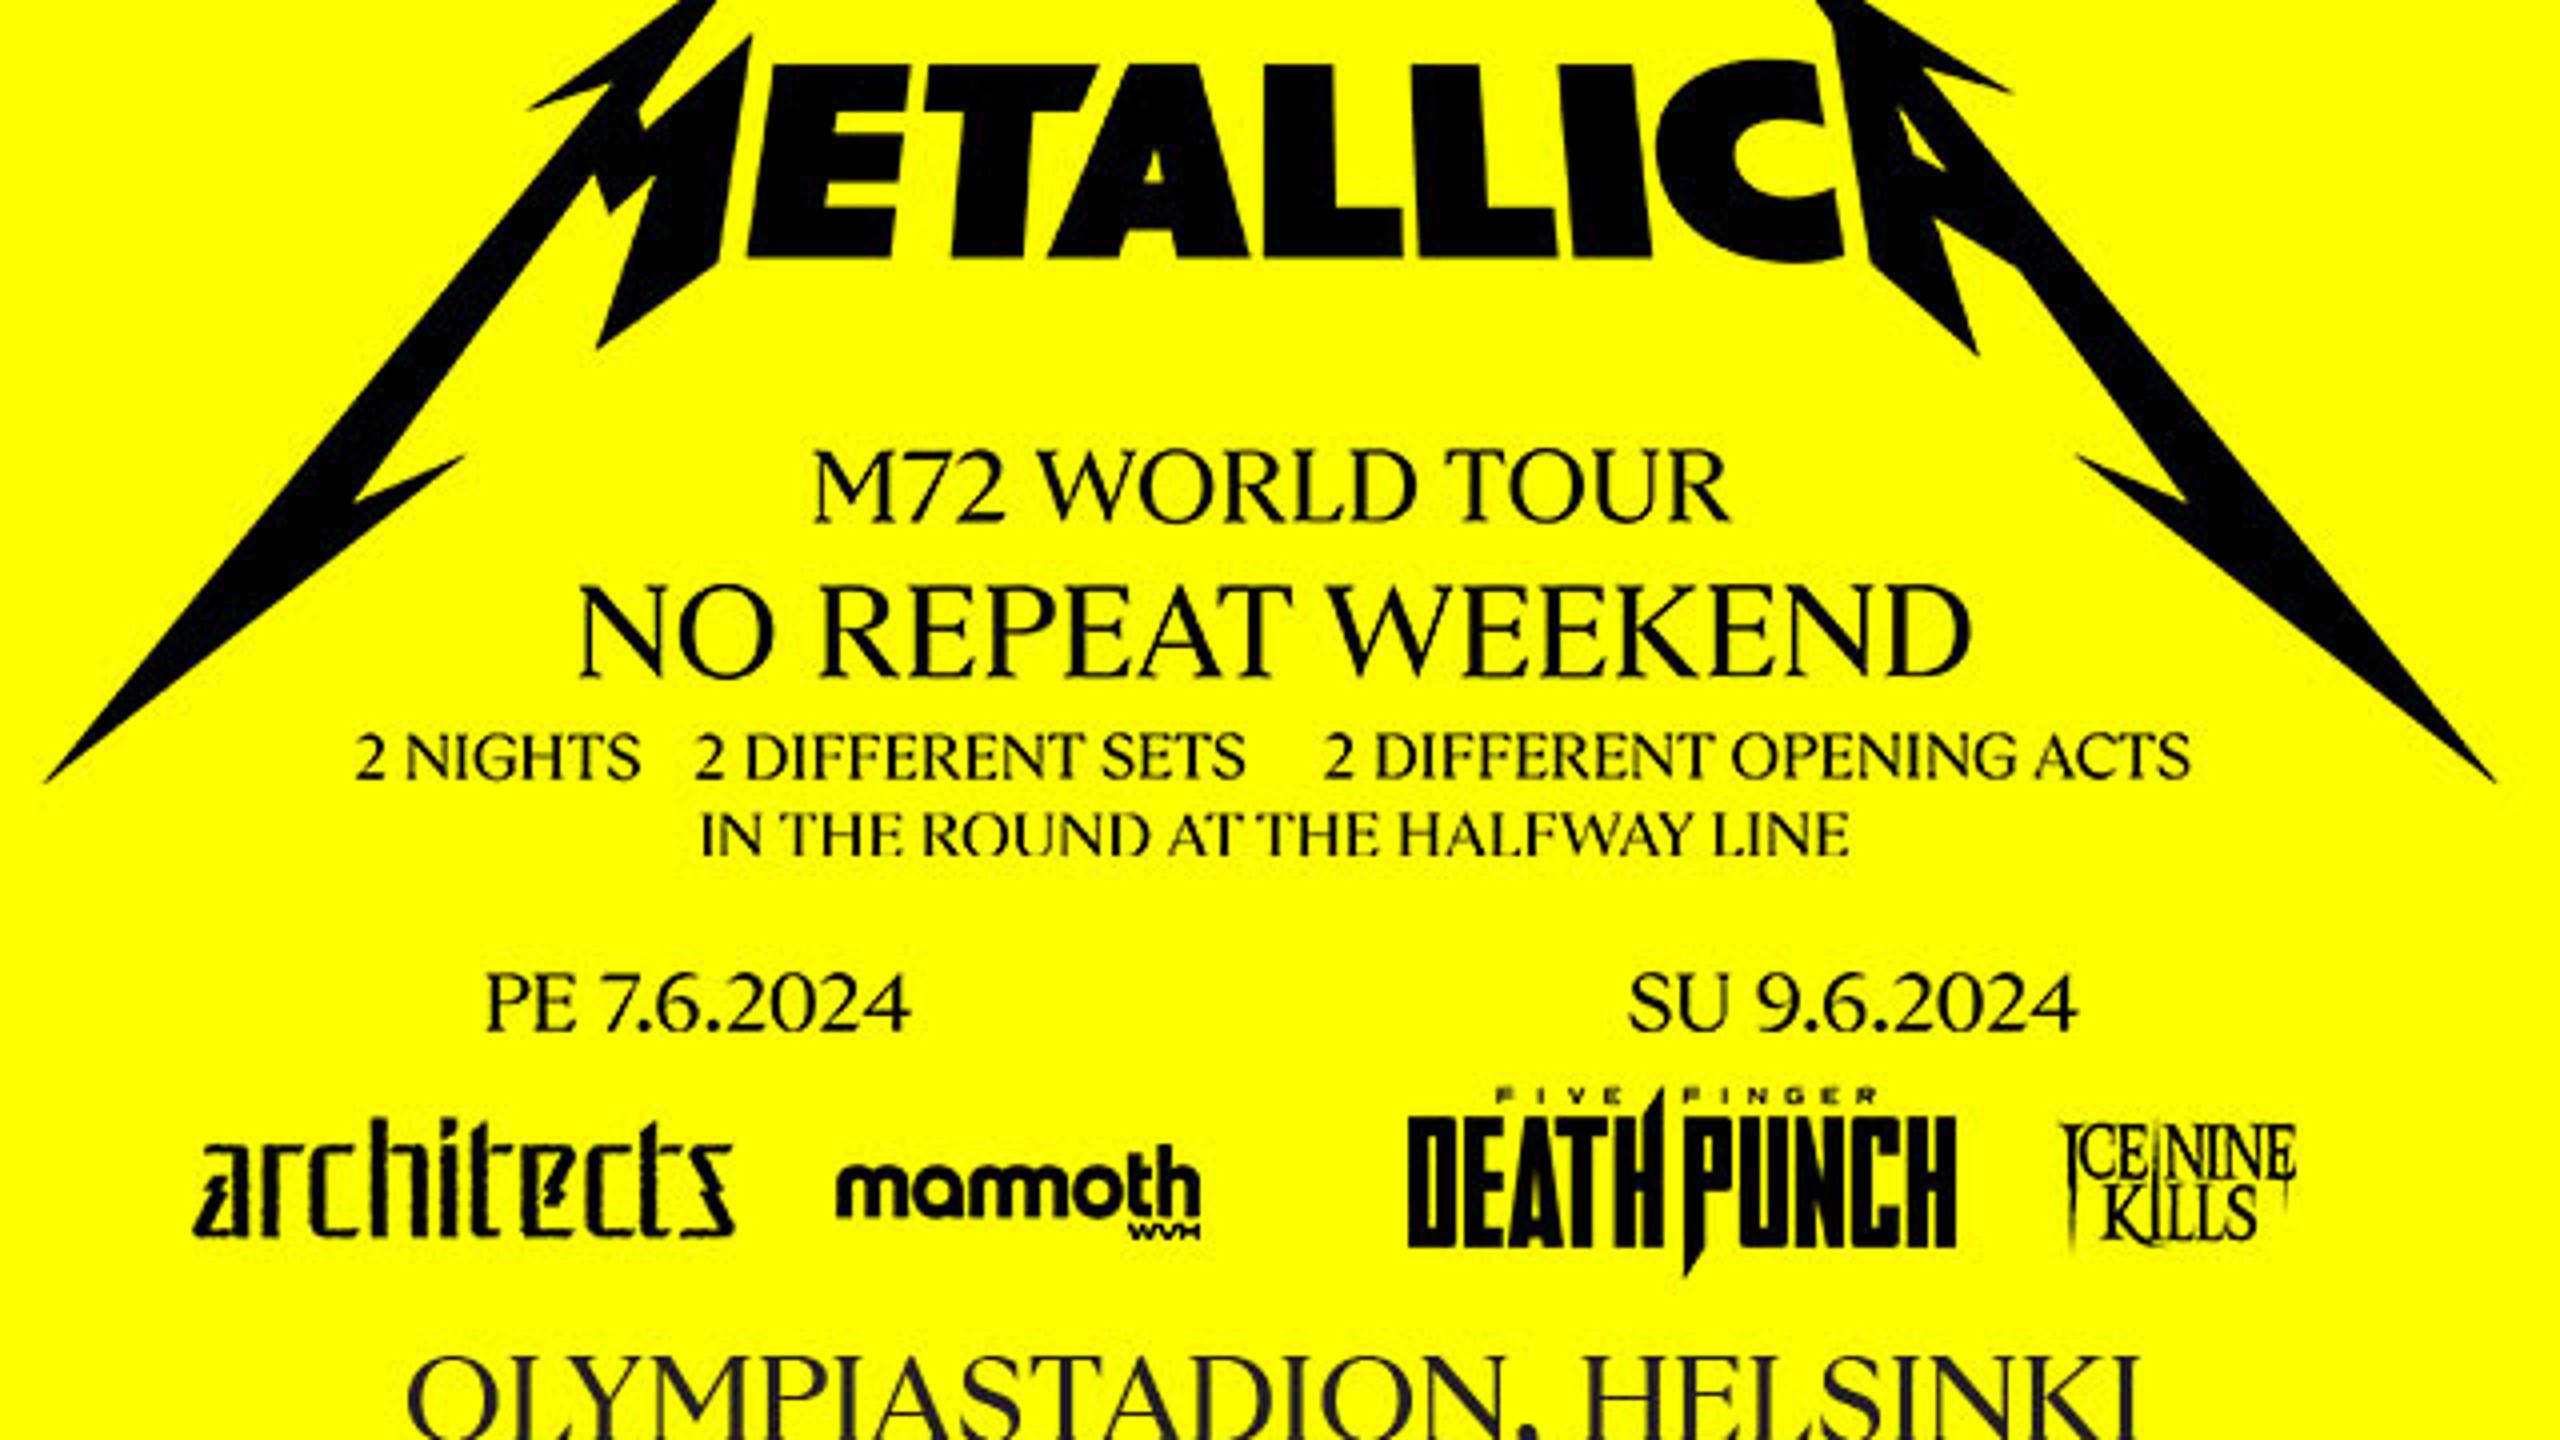 METALLICA
M72 WORLD TOUR
NO REPEAT WEEKEND
2 NIGHTS 2 DIFFERENT SETS 2 DIFFERENT OPENING ACTS
IN THE ROUND AT THE HALFWAY LINE
PE 7.6.2024
architects
mammoth
WVH
SU 9.6.2024
FIVE FINGER
DEATH PUNCH
ICE NINE
KILLS
OLYMPIASTADION, HELSINKI